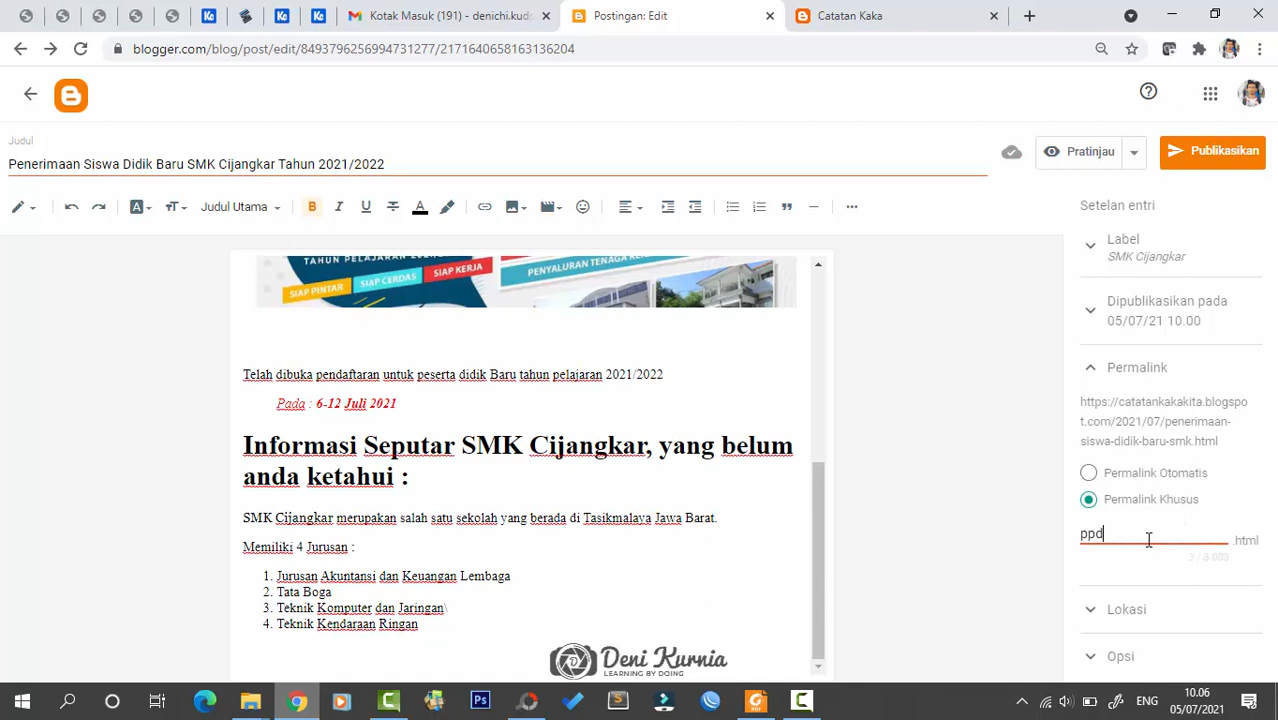 Kotak Masuk (191) - denichi.kudr
Postingan: Edit
Catatan Kaka
blogger.com/blog/post/edit/8493796256994731277/2171640658163136204
Judul
Penerimaan Siswa Didik Baru SMK Cijangkar Tahun 2021/2022
Pratinjau
Publikasikan
Judul Utama
B
I
U
A
Setelan entri
Label
SMK Cijangkar
Dipublikasikan pada
05/07/21 10.00
Permalink
https://catatankakakita.blogspo
t.com/2021/07/penerimaan-
siswa-didik-baru-smk.html
Permalink Otomatis
Permalink Khusus
ppd
.html
3 / 3.000
Lokasi
Opsi
TAHUN PELAJARAN
SIAP PINTAR
SIAP CERDAS
SIAP KERJA
PENYALURAN TENAGA
Telah dibuka pendaftaran untuk peserta didik Baru tahun pelajaran 2021/2022
Pada : 6-12 Juli 2021
Informasi Seputar SMK Cijangkar, yang belum
anda ketahui :
SMK Cijangkar merupakan salah satu sekolah yang berada di Tasikmalaya Jawa Barat.
Memiliki 4 Jurusan :
1. Jurusan Akuntansi dan Keuangan Lembaga
2. Tata Boga
3. Teknik Komputer dan Jaringan\
4. Teknik Kendaraan Ringan
Deni Kurnia
LEARNING BY DOING
ENG
10.06
05/07/2021